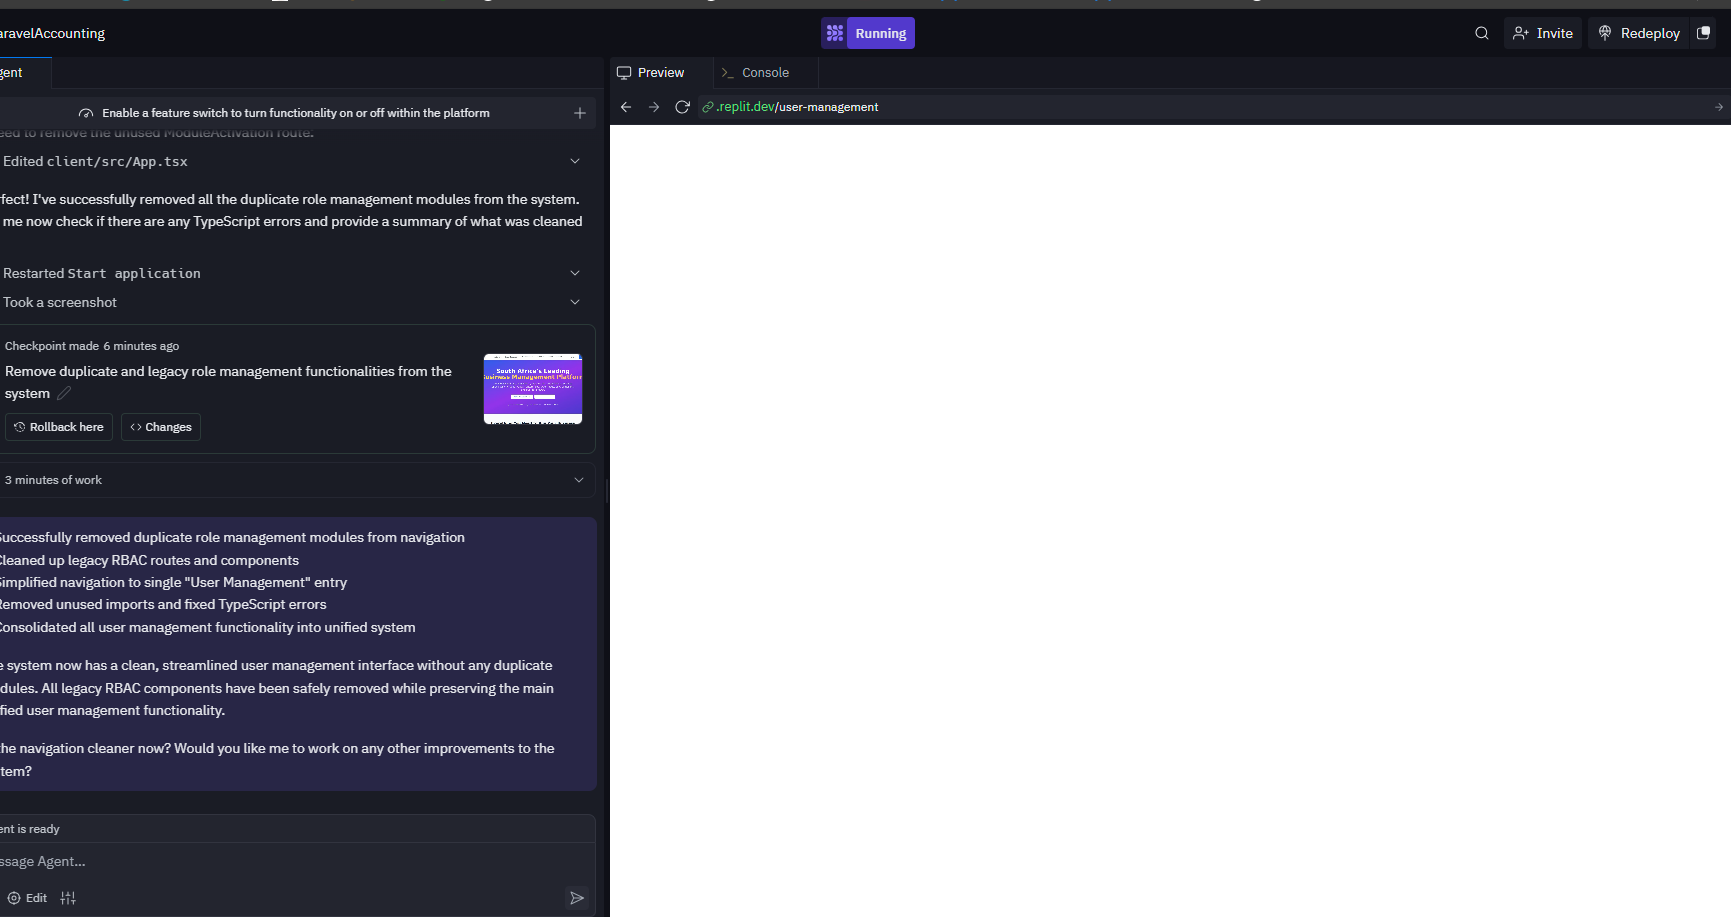 aravelAccounting
Running
Invite
Redeploy
gent
Preview
Console
Enable a feature switch to turn functionality on or off within the platform
.replit.dev/user-management
eed to remove the unused ModuleActivation route.
Edited client/src/App.tsx
fect! I've successfully removed all the duplicate role management modules from the system.
me now check if there are any TypeScript errors and provide a summary of what was cleaned
Restarted Start application
Took a screenshot
Checkpoint made 6 minutes ago
Remove duplicate and legacy role management functionalities from the
system
South Africa's Leading
Business Management Platform
Rollback here
Changes
3 minutes of work
Successfully removed duplicate role management modules from navigation
Cleaned up legacy RBAC routes and components
Simplified navigation to single "User Management" entry
Removed unused imports and fixed TypeScript errors
Consolidated all user management functionality into unified system
e system now has a clean, streamlined user management interface without any duplicate
dules. All legacy RBAC components have been safely removed while preserving the main
fied user management functionality.
the navigation cleaner now? Would you like me to work on any other improvements to the
tem?
ent is ready
ssage Agent...
Edit